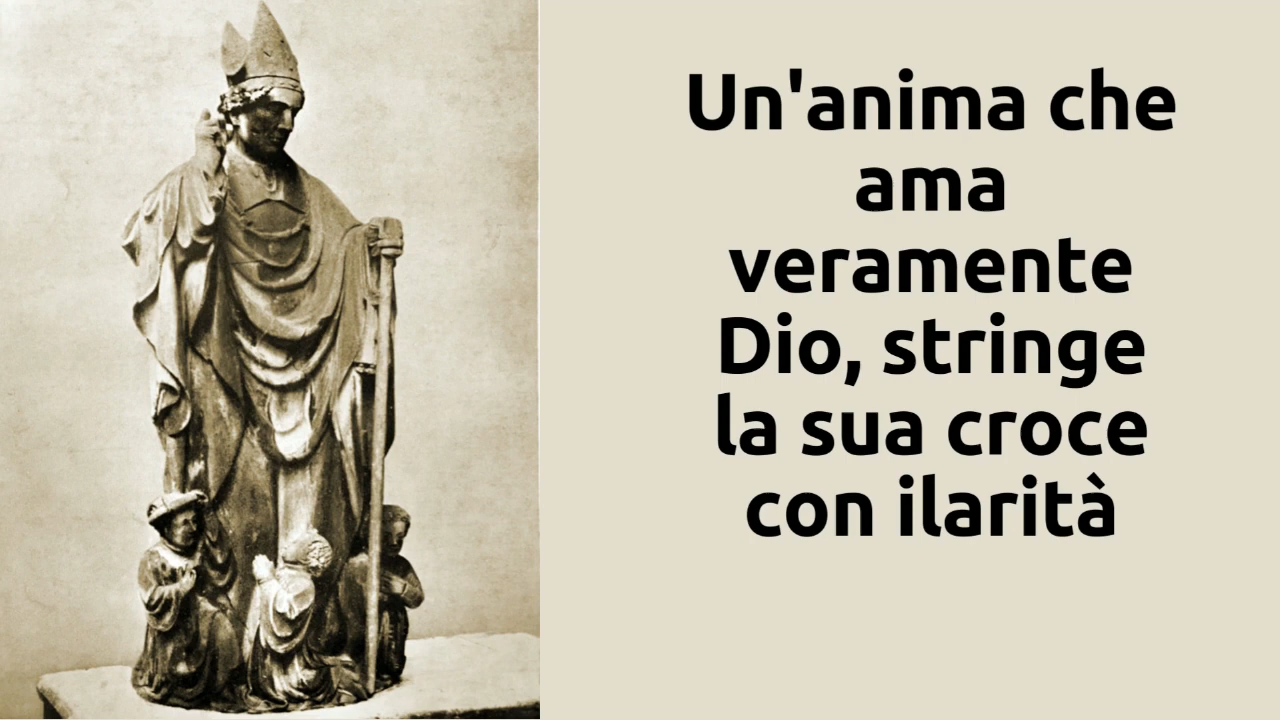 Un'anima che
ama
veramente
Dio, stringe
la sua croce
con ilarità